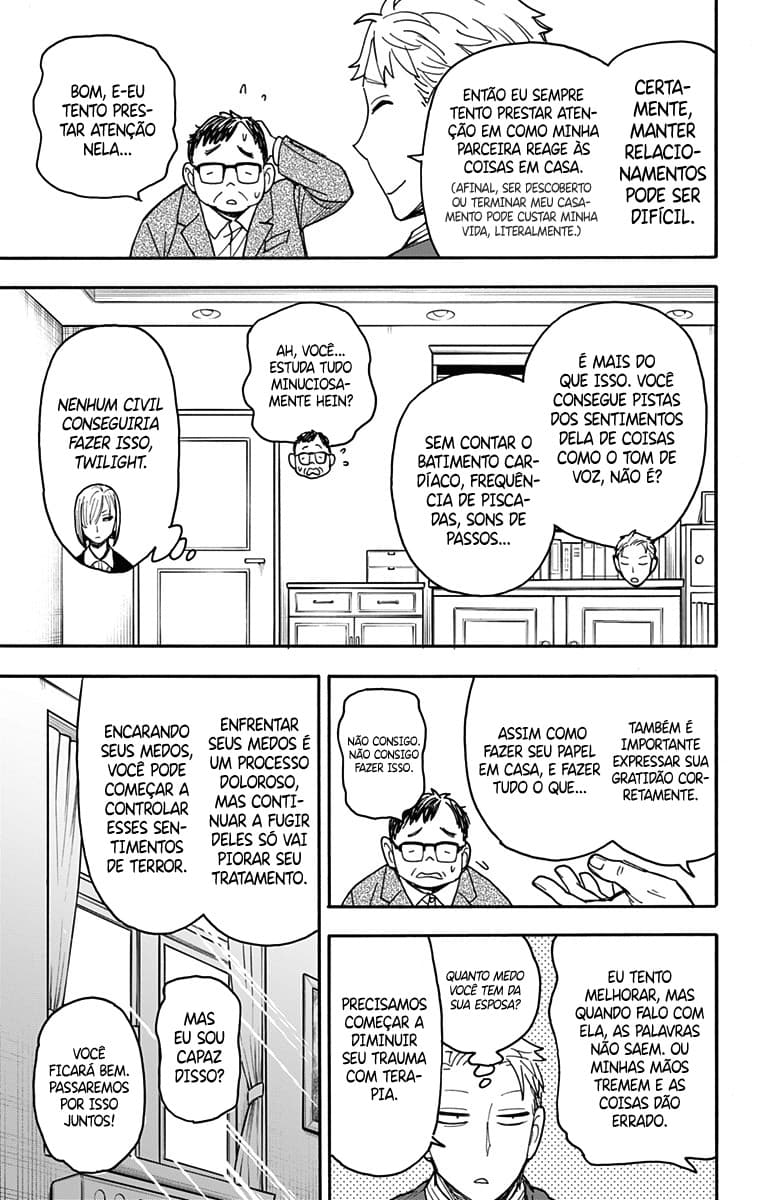 CERTA-
MENTE,
MANTER
RELACIO-
NAMENTOS
PODE SER
DIFÍCIL.
ENTÃO EU SEMPRE
TENTO PRESTAR ATEN-
ÇÃO EM COMO MINHA
PARCEIRA REAGE ÀS
COISAS EM CASA.
(AFINAL, SER DESCOBERTO
OU TERMINAR MEU CASA-
MENTO PODE CUSTAR MINHA
VIDA, LITERALMENTE.)
BOM, E-EU
TENTO PRES-
TAR ATENÇÃO
NELA...
É MAIS DO
QUE ISSO. VOCÊ
CONSEGUE PISTAS
DOS SENTIMENTOS
DELA DE COISAS
COMO O TOM DE
VOZ, NÃO É?
SEM CONTAR O
BATIMENTO CAR-
DÍACO, FREQUÊN-
CIA DE PISCA-
DAS, SONS DE
PASSOS...
AH, VOCÊ...
ESTUDA TUDO
MINUCIOSA-
MENTE HEIN?
NENHUM CIVIL
CONSEGUIRIA
FAZER ISSO,
TWILIGHT.
TAMBÉM É
IMPORTANTE
EXPRESSAR SUA
GRATIDÃO COR-
RETAMENTE.
ASSIM COMO
FAZER SEU PAPEL
EM CASA, E FAZER
TUDO O QUE...
NÃO CONSIGO.
NÃO CONSIGO
FAZER ISSO.
EU TENTO
MELHORAR, MAS
QUANDO FALO COM
ELA, AS PALAVRAS
NÃO SAEM. OU
MINHAS MÃOS
TREMEM E AS
COISAS DÃO
ERRADO.
QUANTO MEDO
VOCÊ TEM DA
SUA ESPOSA?
PRECISAMOS
COMEÇAR A
DIMINUIR
SEU TRAUMA
COM TERA-
PIA.
ENFRENTAR
SEUS MEDOS É
UM PROCESSO
DOLOROSO,
MAS CONTI-
NUAR A FUGIR
DELES SÓ VAI
PIORAR SEU
TRATAMENTO.
ENCARANDO
SEUS MEDOS,
VOCÊ PODE
COMEÇAR A
CONTROLAR
ESSES SEN-
TIMENTOS
DE TERROR.
MAS
EU SOU
CAPAZ
DISSO?
VOCÊ
FICARÁ BEM.
PASSAREMOS
POR ISSO
JUNTOS!